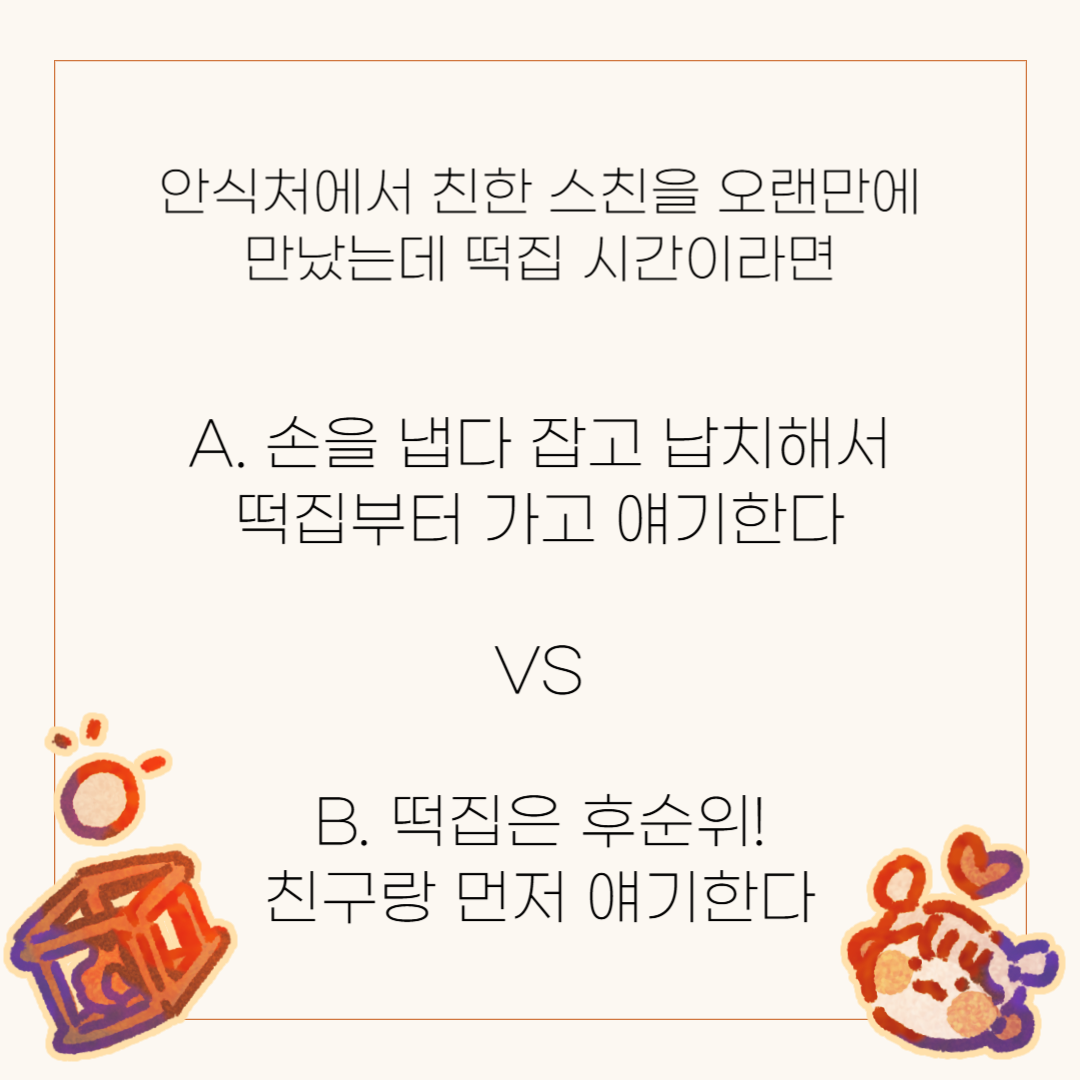 안식처에서 친한 스친을 오랜만에
만났는데 떡집 시간이라면
A. 손을 냅다 잡고 납치해서
떡집부터 가고 얘기한다
VS
B. 떡집은 후순위!
친구랑 먼저 얘기한다